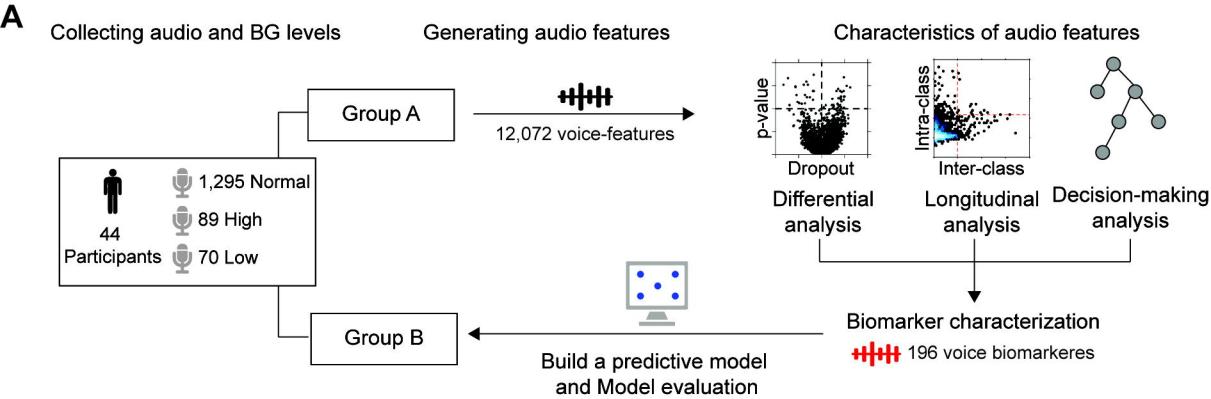 A
Collecting audio and BG levels
Generating audio features
Characteristics of audio features
Group A
12,072 voice-features
p-value
Dropout
Intra-class
Inter-class
Differential
analysis
Longitudinal
analysis
Decision-making
analysis
44
Participants
1,295 Normal
89 High
70 Low
Group B
Build a predictive model
and Model evaluation
Biomarker characterization
196 voice biomarkeres